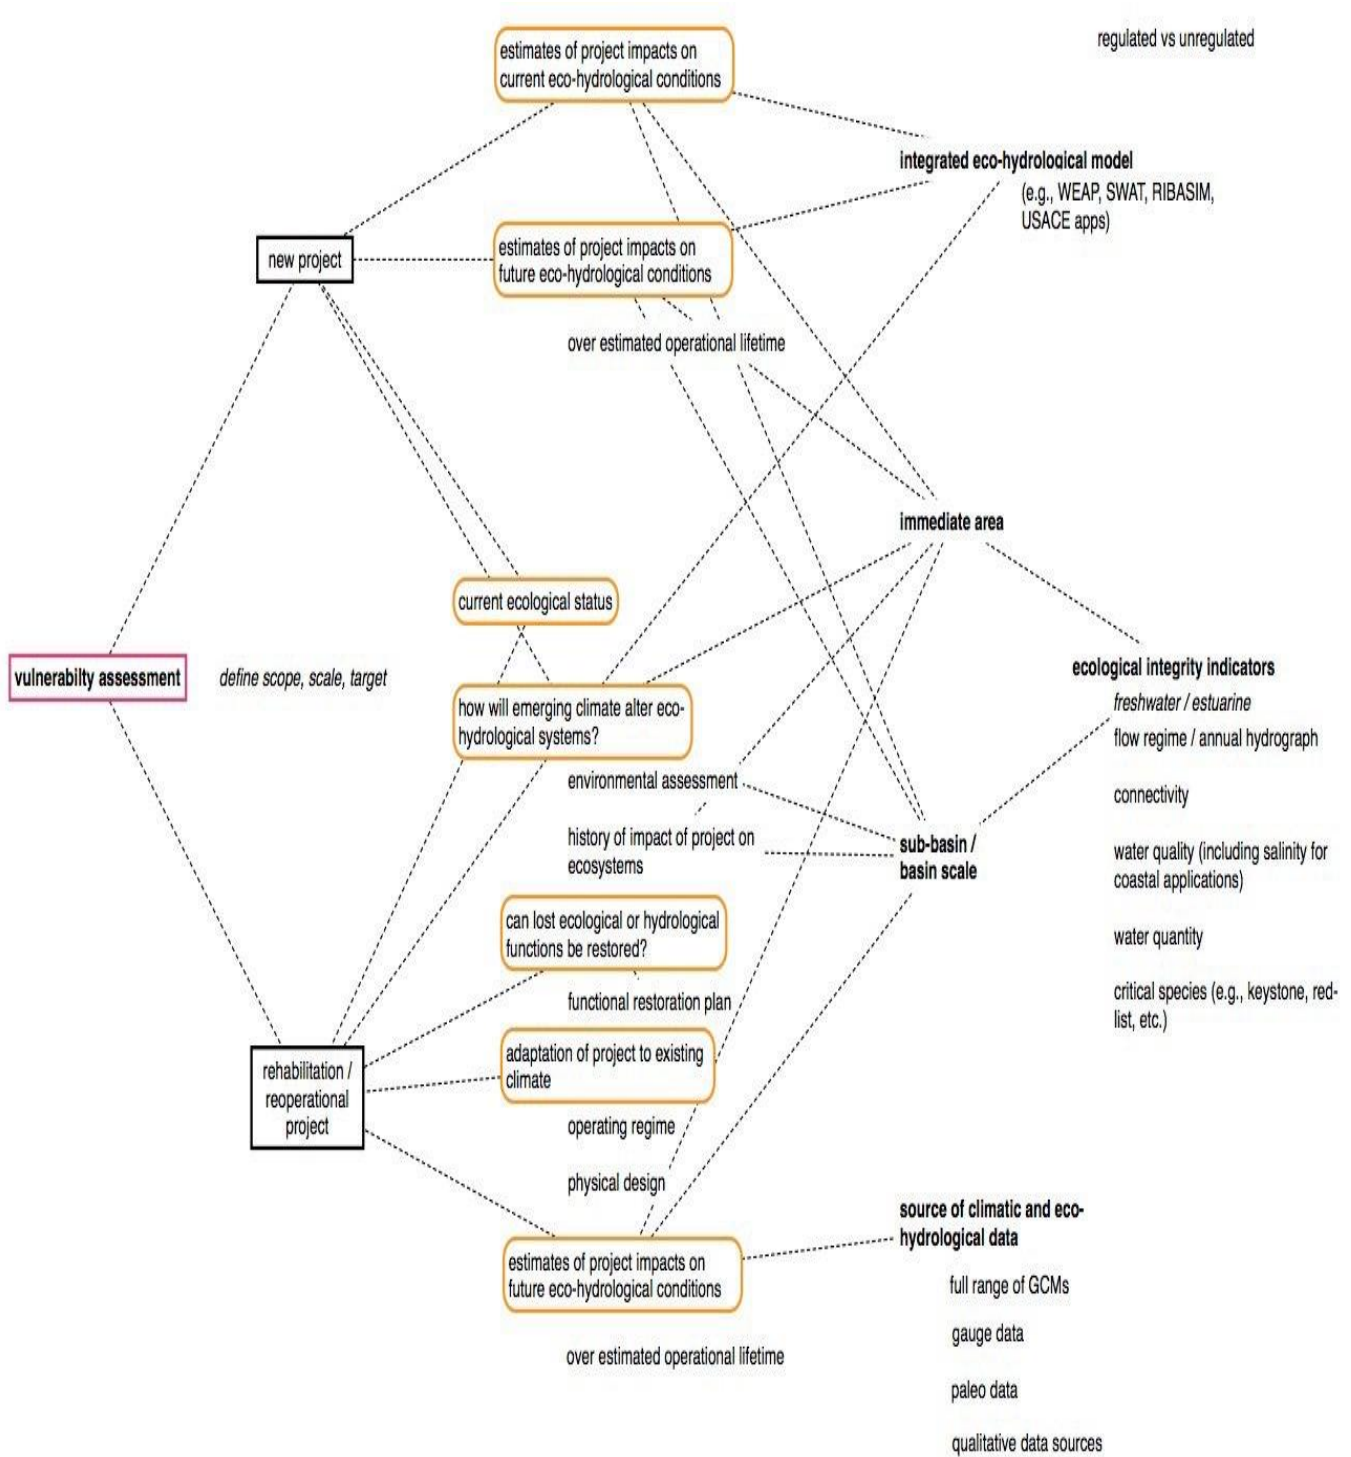 regulated vs unregulated
estimates of project impacts on
current eco-hydrological conditions
integrated eco-hydrological model
(e.g., WEAP, SWAT, RIBASIM,
USACE apps)
new project
estimates of project impacts on
future eco-hydrological conditions
over estimated operational lifetime
immediate area
current ecological status
vulnerabilty assessment
define scope, scale, target
how will emerging climate alter eco-
hydrological systems?
environmental assessment
history of impact of project on
ecosystems
sub-basin /
basin scale
ecological integrity indicators
freshwater / estuarine
flow regime / annual hydrograph
connectivity
water quality (including salinity for
coastal applications)
water quantity
critical species (e.g., keystone, red-
list, etc.)
can lost ecological or hydrological
functions be restored?
functional restoration plan
rehabilitation /
reoperational
project
adaptation of project to existing
climate
operating regime
physical design
estimates of project impacts on
future eco-hydrological conditions
over estimated operational lifetime
source of climatic and eco-
hydrological data
full range of GCMs
gauge data
paleo data
qualitative data sources